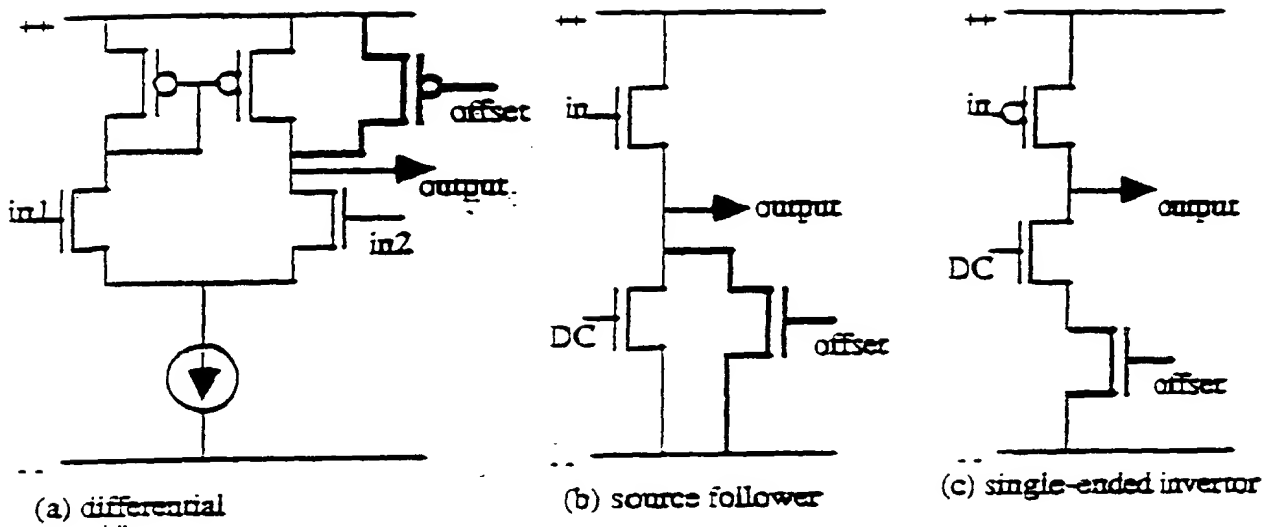 ++
offset
output
in1
in2
--
(a) differential
++
in
output
DC
offset
--
(b) source follower
++
in
output
DC
offset
--
(c) single-ended invertor